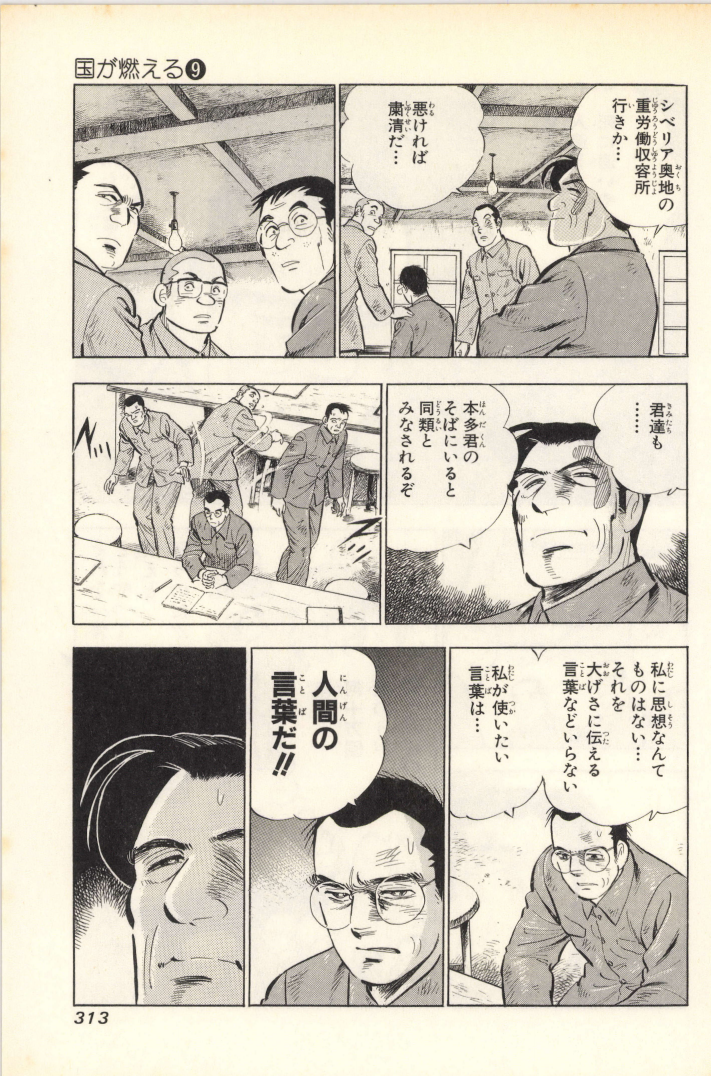 国が燃える❾
シベリア奥地の
重労働収容所
行きか…
悪ければ
粛清だ…
君達も
……
本多君の
そばにいると
同類と
みなされるぞ
私に思想なんて
ものはない…
それを
大げさに伝える
言葉などいらない
私が使いたい
言葉は…
人間の
言葉だ!!
313